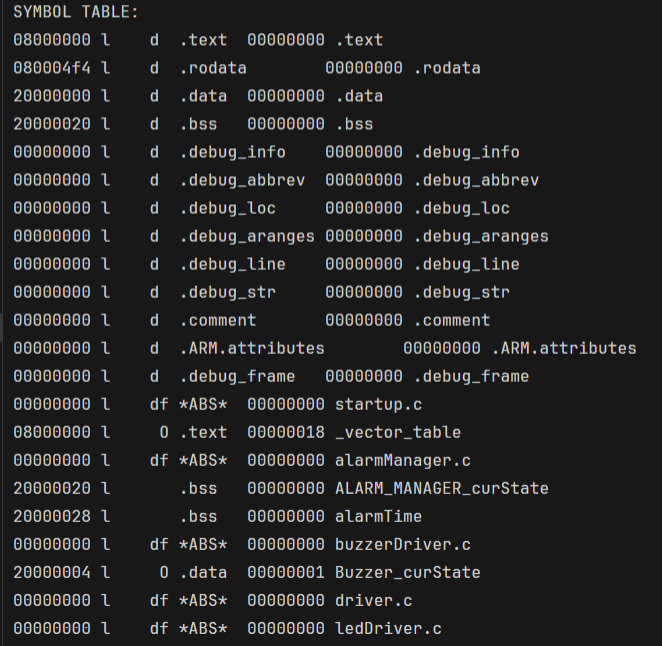 SYMBOL TABLE:
08000000 l    d  .text  00000000 .text
080004f4 l    d  .rodata        00000000 .rodata
20000000 l    d  .data  00000000 .data
20000020 l    d  .bss   00000000 .bss
00000000 l    d  .debug_info    00000000 .debug_info
00000000 l    d  .debug_abbrev  00000000 .debug_abbrev
00000000 l    d  .debug_loc     00000000 .debug_loc
00000000 l    d  .debug_aranges 00000000 .debug_aranges
00000000 l    d  .debug_line    00000000 .debug_line
00000000 l    d  .debug_str     00000000 .debug_str
00000000 l    d  .comment       00000000 .comment
00000000 l    d  .ARM.attributes        00000000 .ARM.attributes
00000000 l    d  .debug_frame   00000000 .debug_frame
00000000 l    df *ABS*  00000000 startup.c
08000000 l     O .text  00000018 _vector_table
00000000 l    df *ABS*  00000000 alarmManager.c
20000020 l       .bss   00000000 ALARM_MANAGER_curState
20000028 l       .bss   00000000 alarmTime
00000000 l    df *ABS*  00000000 buzzerDriver.c
20000004 l     O .data  00000001 Buzzer_curState
00000000 l    df *ABS*  00000000 driver.c
00000000 l    df *ABS*  00000000 ledDriver.c